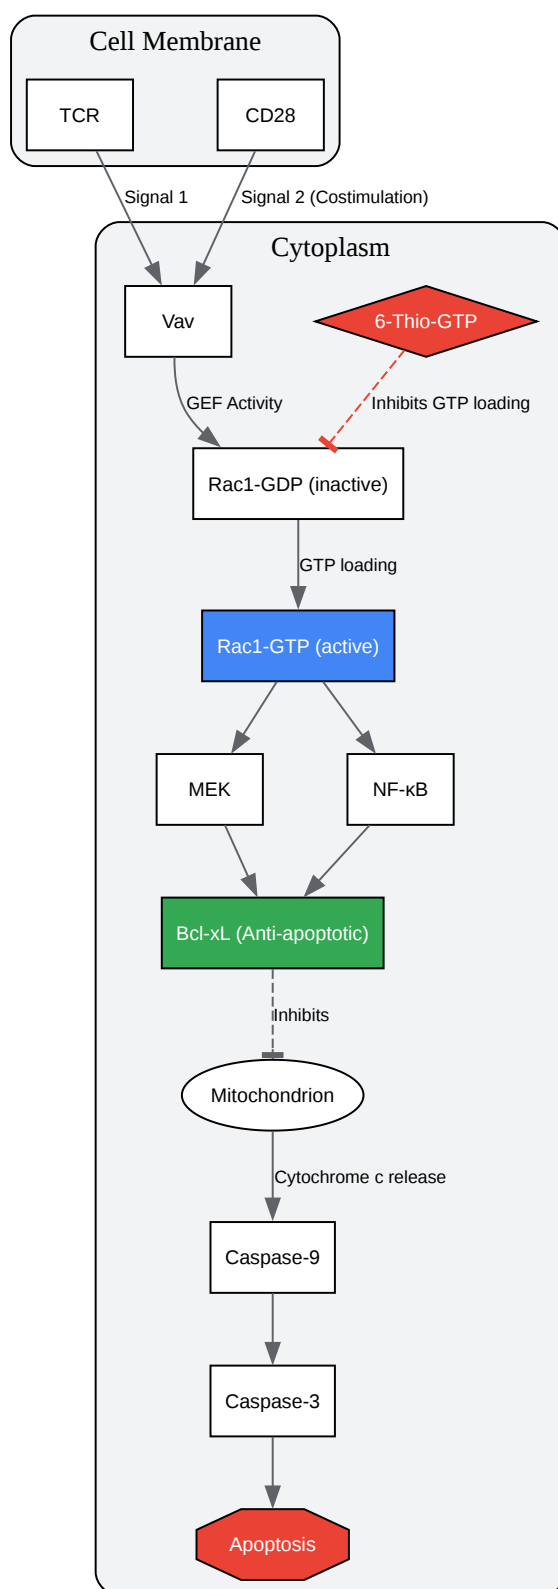 Cell Membrane
TCR
CD28
Signal 1
Signal 2 (Costimulation)
Cytoplasm
Vav
6-Thio-GTP
GEF Activity
Inhibits GTP loading
Rac1-GDP (inactive)
GTP loading
Rac1-GTP (active)
MEK
NF-κB
Bcl-xL (Anti-apoptotic)
Inhibits
Mitochondrion
Cytochrome c release
Caspase-9
Caspase-3
Apoptosis